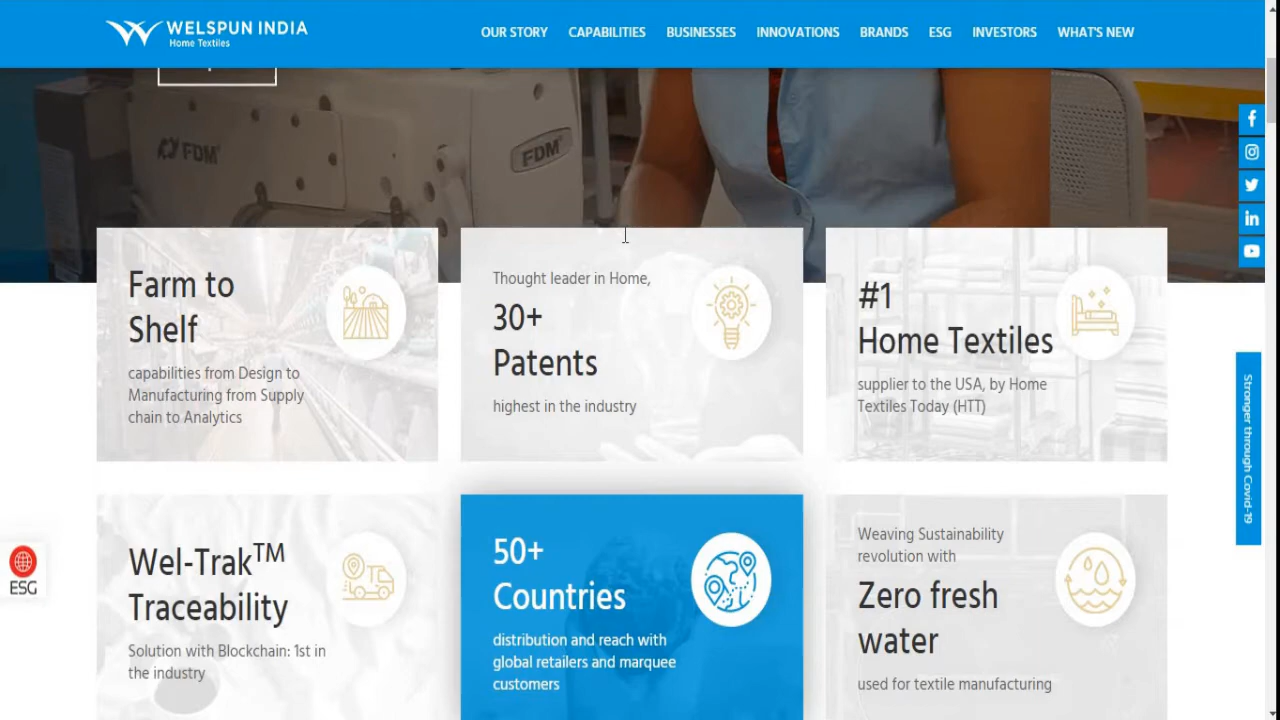 WELSPUN INDIA
Home Textiles
OUR STORY CAPABILITIES BUSINESSES INNOVATIONS BRANDS ESG INVESTORS WHAT'S NEW
FDM
FDM
Farm to
Shelf
capabilities from Design to
Manufacturing from Supply
chain to Analytics
Thought leader in Home,
30+
Patents
highest in the industry
#1
Home Textiles
supplier to the USA, by Home
Textiles Today (HTT)
Stronger through Covid-19
ESG
Wel-Trak™
Traceability
Solution with Blockchain: 1st in
the industry
50+
Countries
distribution and reach with
global retailers and marquee
customers
Weaving Sustainability
revolution with
Zero fresh
water
used for textile manufacturing